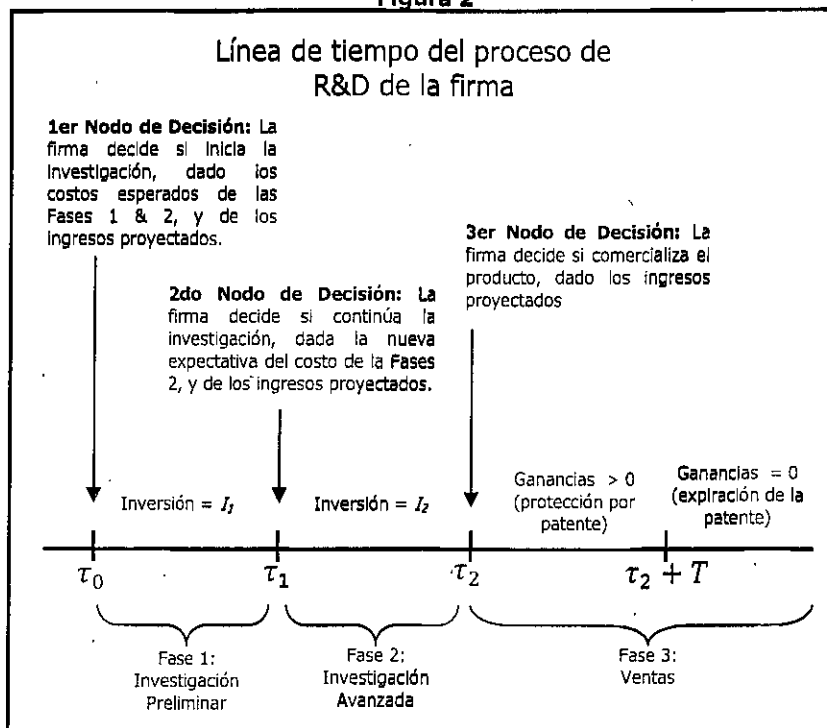 Figura 2
Línea de tiempo del proceso de
R&D de la firma
1er Nodo de Decisión: La
firma decide si inicia la
investigación, dado los
costos esperados de las
Fases 1 & 2, y de los
ingresos proyectados.
2do Nodo de Decisión: La
firma decide si continúa la
investigación, dada la nueva
expectativa del costo de la Fases
2, y de los ingresos proyectados.
3er Nodo de Decisión: La
firma decide si comercializa el
producto, dado los ingresos
proyectados
Inversión = I₁
Inversión = I₂
Ganancias > 0
(protección por
patente)
Ganancias = 0
(expiración de la
patente)
τ₀
τ₁
τ₂
τ₂ + T
Fase 1:
Investigación
Preliminar
Fase 2:
Investigación
Avanzada
Fase 3:
Ventas